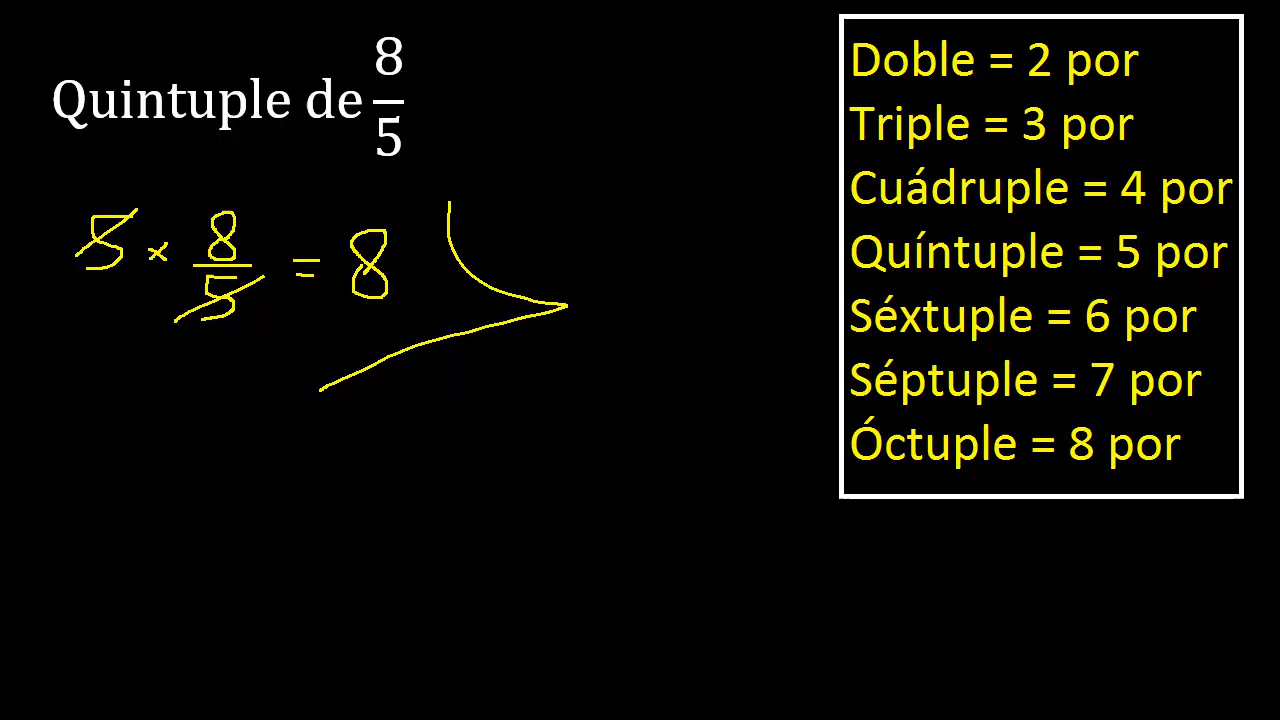 Quintuple de 8/5
5 × 8/5 = 8
Doble = 2 por
Triple = 3 por
Cuádruple = 4 por
Quíntuple = 5 por
Séxtuple = 6 por
Séptuple = 7 por
Óctuple = 8 por